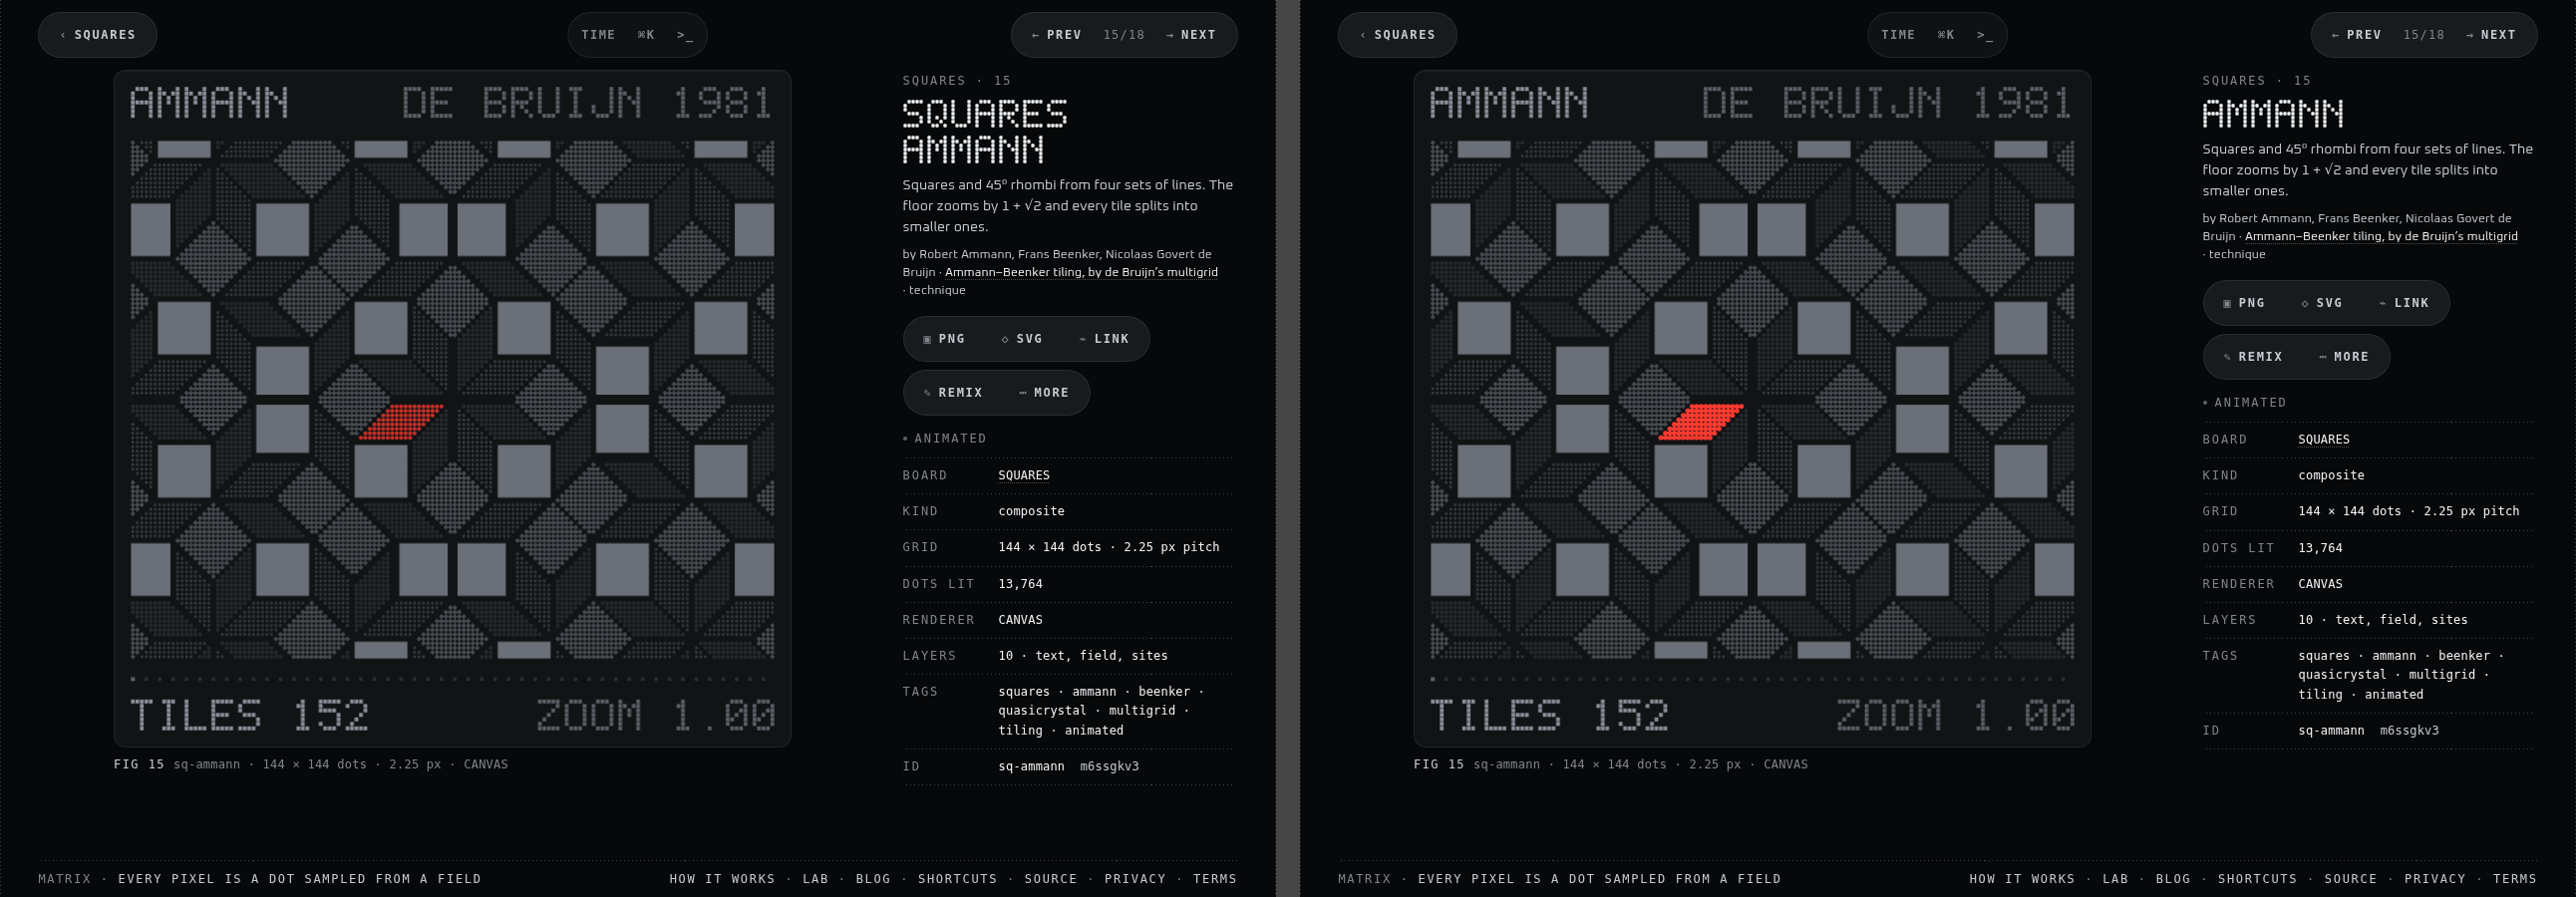 ‹ SQUARES
TIME ⌘K >_
← PREV 15/18 → NEXT
AMMANN DE BRUIJN 1981
TILES 152 ZOOM 1.00
FIG 15 sq-ammann · 144 × 144 dots · 2.25 px · CANVAS
SQUARES · 15
SQUARES
AMMANN
Squares and 45° rhombi from four sets of lines. The
floor zooms by 1 + √2 and every tile splits into
smaller ones.
by Robert Ammann, Frans Beenker, Nicolaas Govert de
Bruijn · Ammann–Beenker tiling, by de Bruijn’s multigrid
· technique
PNG SVG LINK
REMIX MORE
• ANIMATED
BOARD SQUARES
KIND composite
GRID 144 × 144 dots · 2.25 px pitch
DOTS LIT 13,764
RENDERER CANVAS
LAYERS 10 · text, field, sites
TAGS squares · ammann · beenker ·
quasicrystal · multigrid ·
tiling · animated
ID sq-ammann m6ssgkv3
MATRIX · EVERY PIXEL IS A DOT SAMPLED FROM A FIELD
HOW IT WORKS · LAB · BLOG · SHORTCUTS · SOURCE · PRIVACY · TERMS
‹ SQUARES
TIME ⌘K >_
← PREV 15/18 → NEXT
AMMANN DE BRUIJN 1981
TILES 152 ZOOM 1.00
FIG 15 sq-ammann · 144 × 144 dots · 2.25 px · CANVAS
SQUARES · 15
AMMANN
Squares and 45° rhombi from four sets of lines. The
floor zooms by 1 + √2 and every tile splits into
smaller ones.
by Robert Ammann, Frans Beenker, Nicolaas Govert de
Bruijn · Ammann–Beenker tiling, by de Bruijn’s multigrid
· technique
PNG SVG LINK
REMIX MORE
• ANIMATED
BOARD SQUARES
KIND composite
GRID 144 × 144 dots · 2.25 px pitch
DOTS LIT 13,764
RENDERER CANVAS
LAYERS 10 · text, field, sites
TAGS squares · ammann · beenker ·
quasicrystal · multigrid ·
tiling · animated
ID sq-ammann m6ssgkv3
MATRIX · EVERY PIXEL IS A DOT SAMPLED FROM A FIELD
HOW IT WORKS · LAB · BLOG · SHORTCUTS · SOURCE · PRIVACY · TERMS